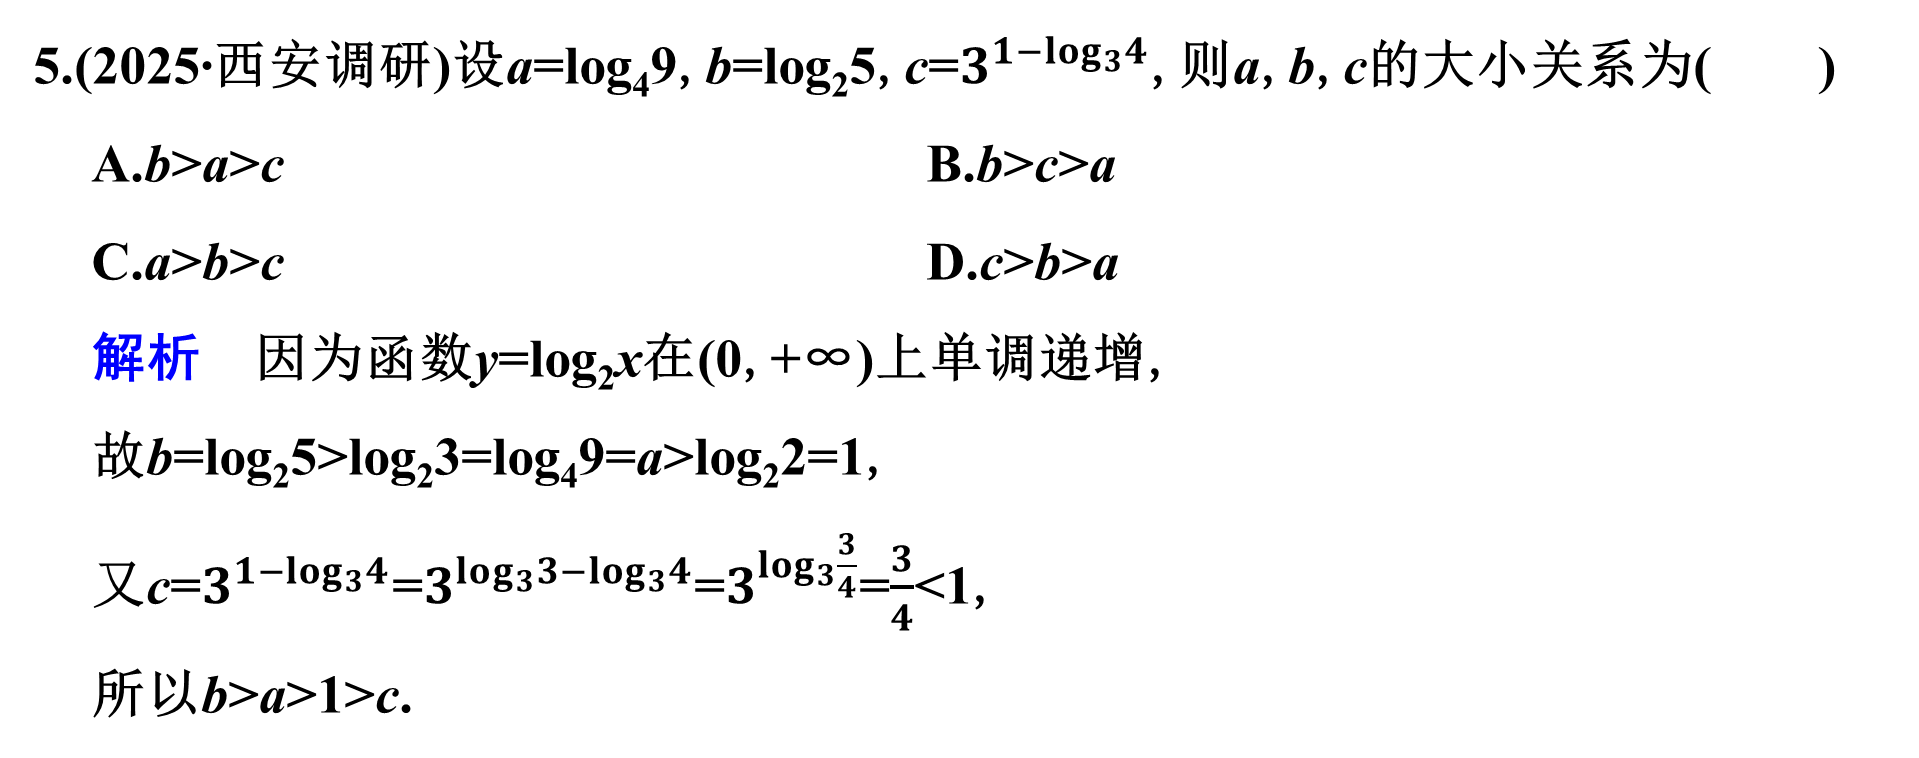 5.(2025·西安调研)设a=log₄9, b=log₂5, c=3^{1−log₃4}, 则a, b, c的大小关系为(  )
A.b>a>c B.b>c>a
C.a>b>c D.c>b>a
解析 因为函数y=log₂x在(0, +∞)上单调递增,
故b=log₂5>log₂3=log₄9=a>log₂2=1,
又c=3^{1−log₃4}=3^{log₃3−log₃4}=3^{log₃\frac{3}{4}}=\frac{3}{4}<1,
所以b>a>1>c.